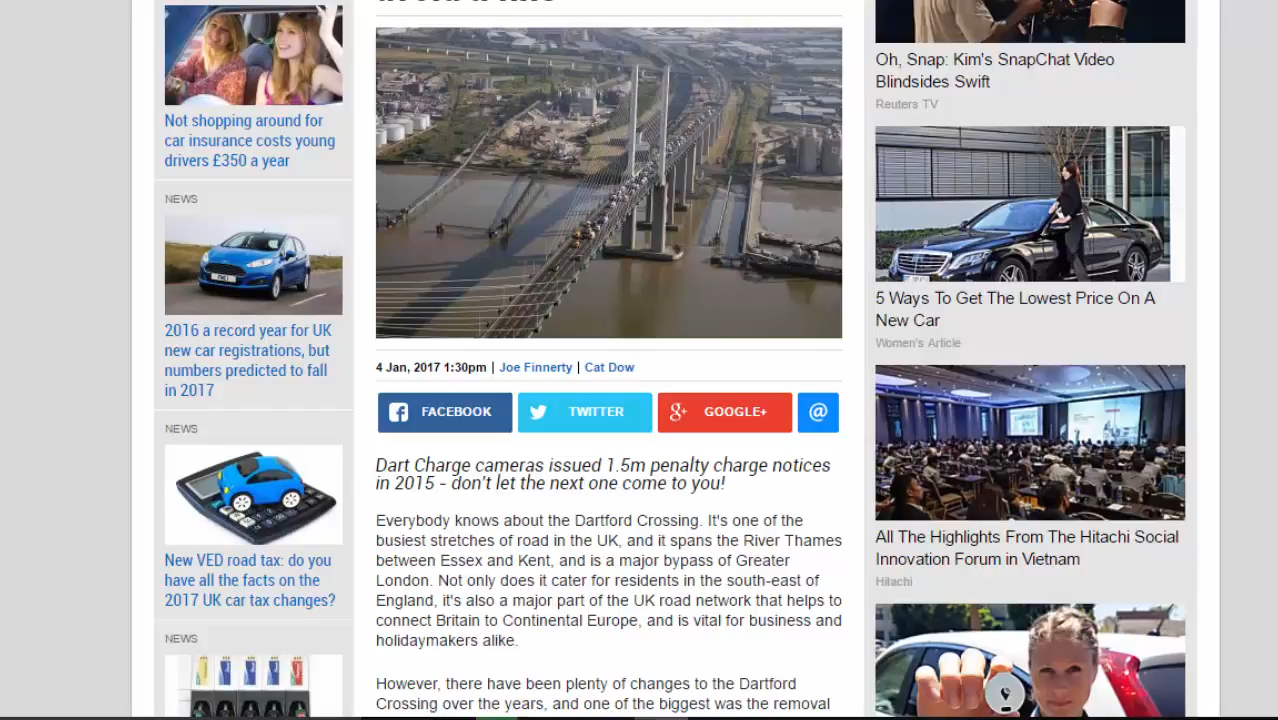 Not shopping around for
car insurance costs young
drivers £350 a year
NEWS
2016 a record year for UK
new car registrations, but
numbers predicted to fall
in 2017
NEWS
New VED road tax: do you
have all the facts on the
2017 UK car tax changes?
NEWS
4 Jan, 2017 1:30pm | Joe Finnerty | Cat Dow
FACEBOOK TWITTER GOOGLE+ @
Dart Charge cameras issued 1.5m penalty charge notices
in 2015 - don't let the next one come to you!
Everybody knows about the Dartford Crossing. It's one of the
busiest stretches of road in the UK, and it spans the River Thames
between Essex and Kent, and is a major bypass of Greater
London. Not only does it cater for residents in the south-east of
England, it's also a major part of the UK road network that helps to
connect Britain to Continental Europe, and is vital for business and
holidaymakers alike.
However, there have been plenty of changes to the Dartford
Crossing over the years, and one of the biggest was the removal
Oh, Snap: Kim's SnapChat Video
Blindsides Swift
Reuters TV
5 Ways To Get The Lowest Price On A
New Car
Women's Article
All The Highlights From The Hitachi Social
Innovation Forum in Vietnam
Hitachi